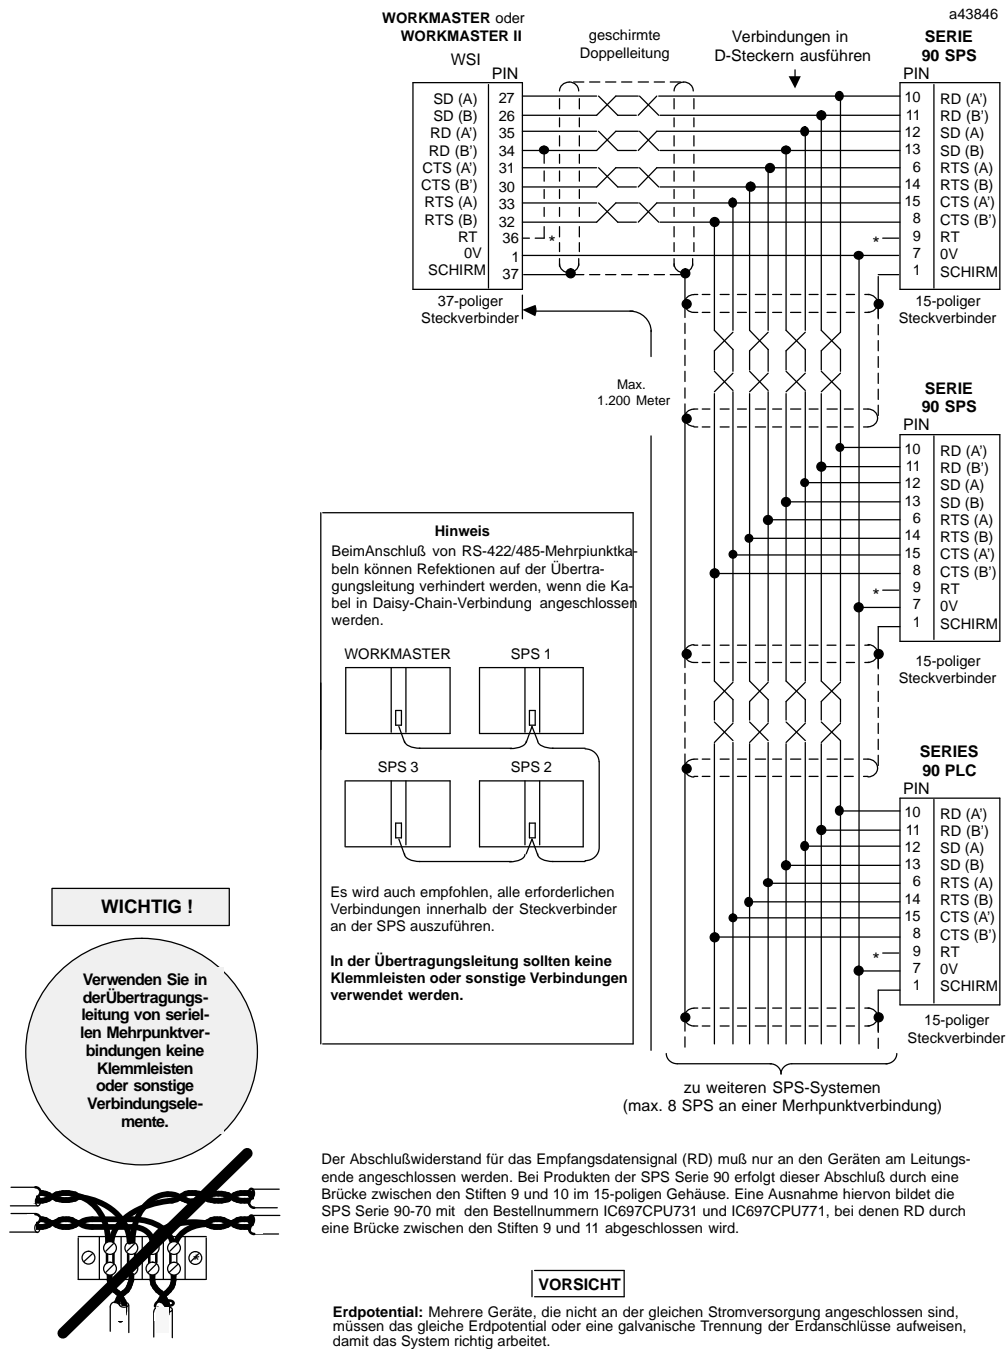 a43846
WORKMASTER oder
WORKMASTER II
WSI
PIN
geschirmte
Doppelleitung
Verbindungen in
D-Steckern ausführen
SERIE
90 SPS
PIN
SD (A) 27
SD (B) 26
RD (A') 35
RD (B') 34
CTS (A') 31
CTS (B') 30
RTS (A) 33
RTS (B) 32
RT 36 *
0V 1
SCHIRM 37
37-poliger
Steckverbinder
10 RD (A')
11 RD (B')
12 SD (A)
13 SD (B)
6 RTS (A)
14 RTS (B)
15 CTS (A')
8 CTS (B')
* 9 RT
7 0V
1 SCHIRM
15-poliger
Steckverbinder
Max.
1.200 Meter
SERIE
90 SPS
PIN
10 RD (A')
11 RD (B')
12 SD (A)
13 SD (B)
6 RTS (A)
14 RTS (B)
15 CTS (A')
8 CTS (B')
* 9 RT
7 0V
1 SCHIRM
15-poliger
Steckverbinder
SERIES
90 PLC
PIN
10 RD (A')
11 RD (B')
12 SD (A)
13 SD (B)
6 RTS (A)
14 RTS (B)
15 CTS (A')
8 CTS (B')
* 9 RT
7 0V
1 SCHIRM
15-poliger
Steckverbinder
zu weiteren SPS-Systemen
(max. 8 SPS an einer Merhpunktverbindung)
Hinweis
BeimAnschluß von RS-422/485-Mehrpiunktka-
beln können Refektionen auf der Übertra-
gungsleitung verhindert werden, wenn die Ka-
bel in Daisy-Chain-Verbindung angeschlossen
werden.
WORKMASTER SPS 1
SPS 3 SPS 2
Es wird auch empfohlen, alle erforderlichen
Verbindungen innerhalb der Steckverbinder
an der SPS auszuführen.
In der Übertragungsleitung sollten keine
Klemmleisten oder sonstige Verbindungen
verwendet werden.
WICHTIG !
Verwenden Sie in
derÜbertragungs-
leitung von seriel-
len Mehrpunktver-
bindungen keine
Klemmleisten
oder sonstige
Verbindungsele-
mente.
Der Abschlußwiderstand für das Empfangsdatensignal (RD) muß nur an den Geräten am Leitungs-
ende angeschlossen werden. Bei Produkten der SPS Serie 90 erfolgt dieser Abschluß durch eine
Brücke zwischen den Stiften 9 und 10 im 15-poligen Gehäuse. Eine Ausnahme hiervon bildet die
SPS Serie 90-70 mit den Bestellnummern IC697CPU731 und IC697CPU771, bei denen RD durch
eine Brücke zwischen den Stiften 9 und 11 abgeschlossen wird.
VORSICHT
Erdpotential: Mehrere Geräte, die nicht an der gleichen Stromversorgung angeschlossen sind,
müssen das gleiche Erdpotential oder eine galvanische Trennung der Erdanschlüsse aufweisen,
damit das System richtig arbeitet.